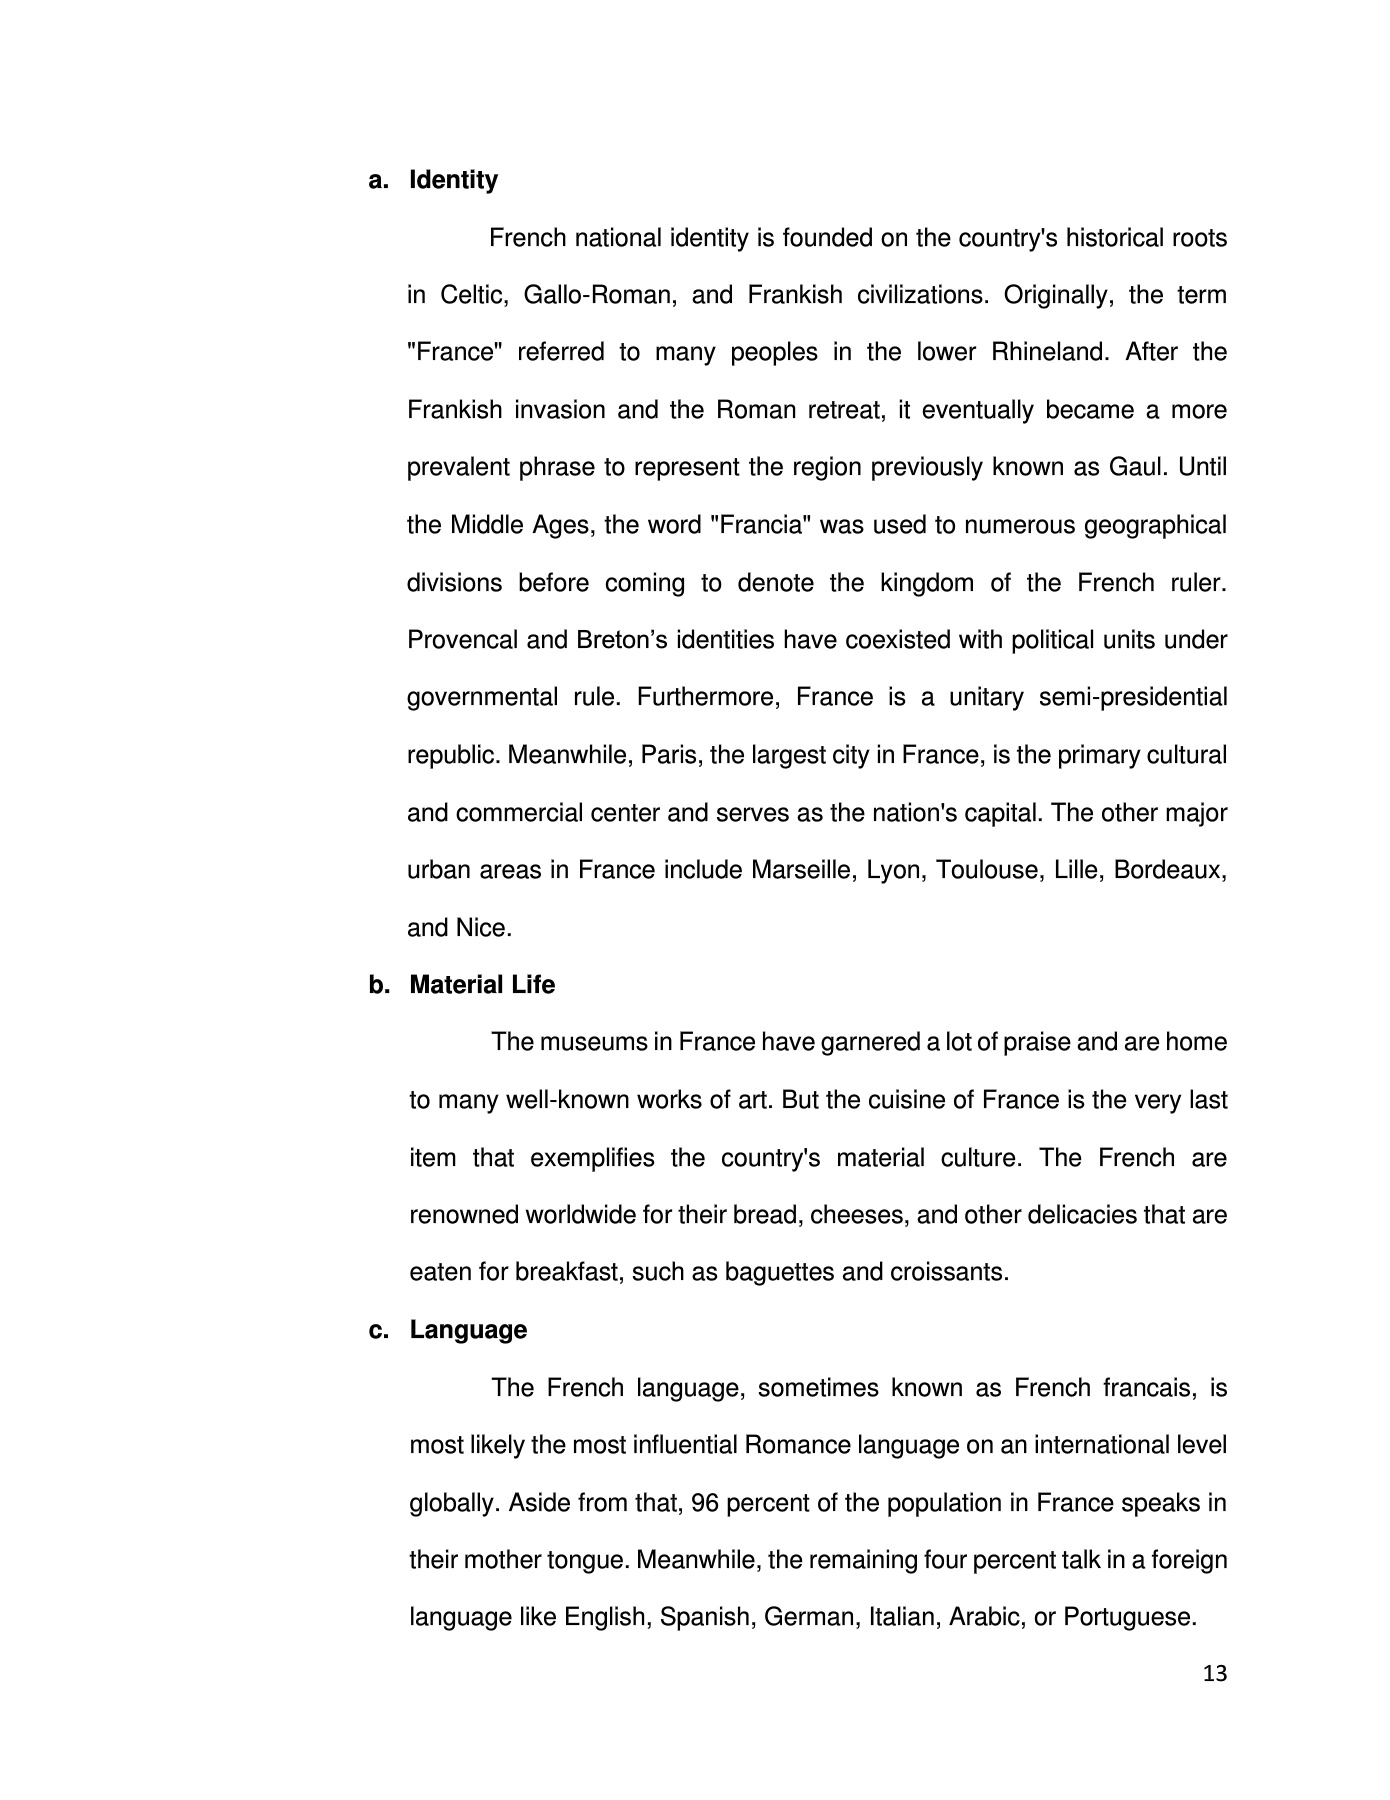 a. Identity
French national identity is founded on the country's historical roots
in Celtic, Gallo-Roman, and Frankish civilizations. Originally, the term
"France" referred to many peoples in the lower Rhineland. After the
Frankish invasion and the Roman retreat, it eventually became a more
prevalent phrase to represent the region previously known as Gaul. Until
the Middle Ages, the word "Francia" was used to numerous geographical
divisions before coming to denote the kingdom of the French ruler.
Provencal and Breton’s identities have coexisted with political units under
governmental rule. Furthermore, France is a unitary semi-presidential
republic. Meanwhile, Paris, the largest city in France, is the primary cultural
and commercial center and serves as the nation's capital. The other major
urban areas in France include Marseille, Lyon, Toulouse, Lille, Bordeaux,
and Nice.
b. Material Life
The museums in France have garnered a lot of praise and are home
to many well-known works of art. But the cuisine of France is the very last
item that exemplifies the country's material culture. The French are
renowned worldwide for their bread, cheeses, and other delicacies that are
eaten for breakfast, such as baguettes and croissants.
c. Language
The French language, sometimes known as French francais, is
most likely the most influential Romance language on an international level
globally. Aside from that, 96 percent of the population in France speaks in
their mother tongue. Meanwhile, the remaining four percent talk in a foreign
language like English, Spanish, German, Italian, Arabic, or Portuguese.
13